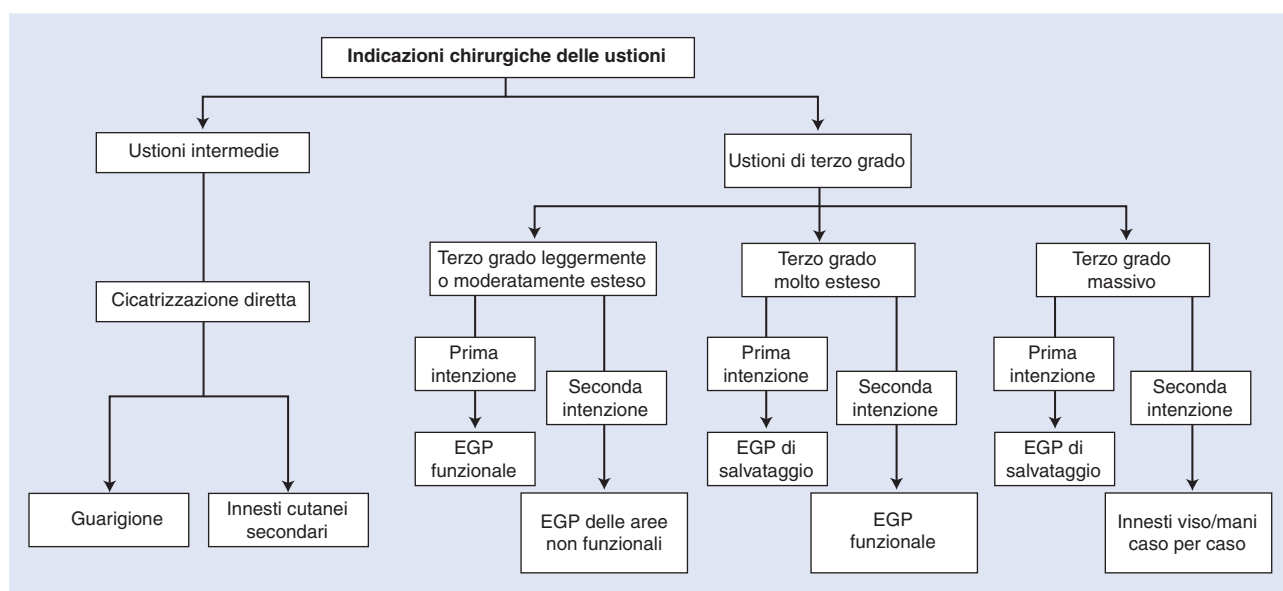 Indicazioni chirurgiche delle ustioni
Ustioni intermedie
Ustioni di terzo grado
Terzo grado leggermente
o moderatamente esteso
Terzo grado
molto esteso
Terzo grado
massivo
Cicatrizzazione diretta
Prima
intenzione
Seconda
intenzione
Prima
intenzione
Seconda
intenzione
Prima
intenzione
Seconda
intenzione
EGP
funzionale
EGP di
salvataggio
EGP di
salvataggio
Guarigione
Innesti cutanei
secondari
EGP delle aree
non funzionali
EGP
funzionale
Innesti viso/mani
caso per caso